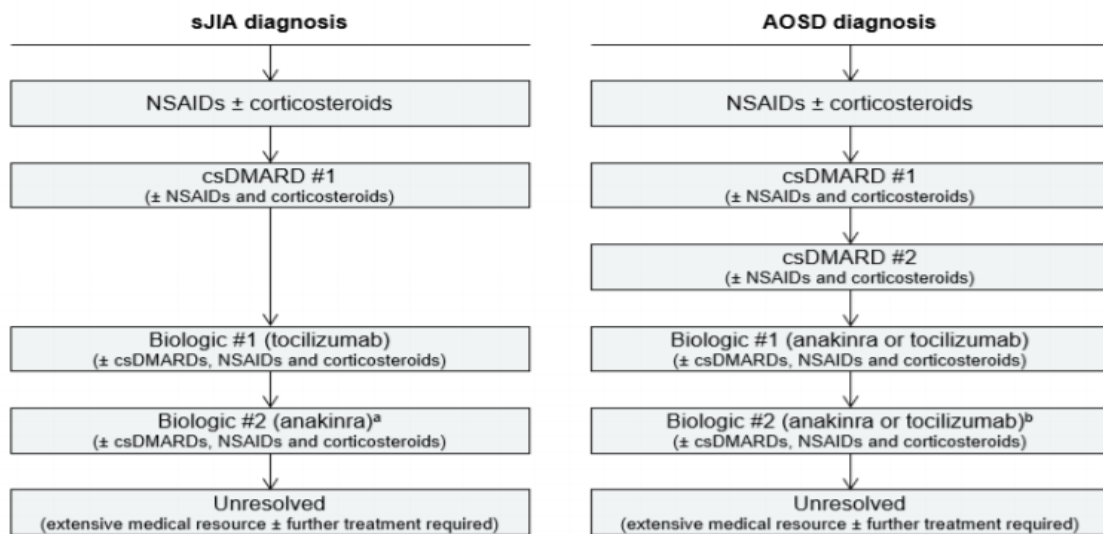 sJIA diagnosis
NSAIDs ± corticosteroids
csDMARD #1
(± NSAIDs and corticosteroids)
Biologic #1 (tocilizumab)
(± csDMARDs, NSAIDs and corticosteroids)
Biologic #2 (anakinra)ᵃ
(± csDMARDs, NSAIDs and corticosteroids)
Unresolved
(extensive medical resource ± further treatment required)
AOSD diagnosis
NSAIDs ± corticosteroids
csDMARD #1
(± NSAIDs and corticosteroids)
csDMARD #2
(± NSAIDs and corticosteroids)
Biologic #1 (anakinra or tocilizumab)
(± csDMARDs, NSAIDs and corticosteroids)
Biologic #2 (anakinra or tocilizumab)ᵇ
(± csDMARDs, NSAIDs and corticosteroids)
Unresolved
(extensive medical resource ± further treatment required)